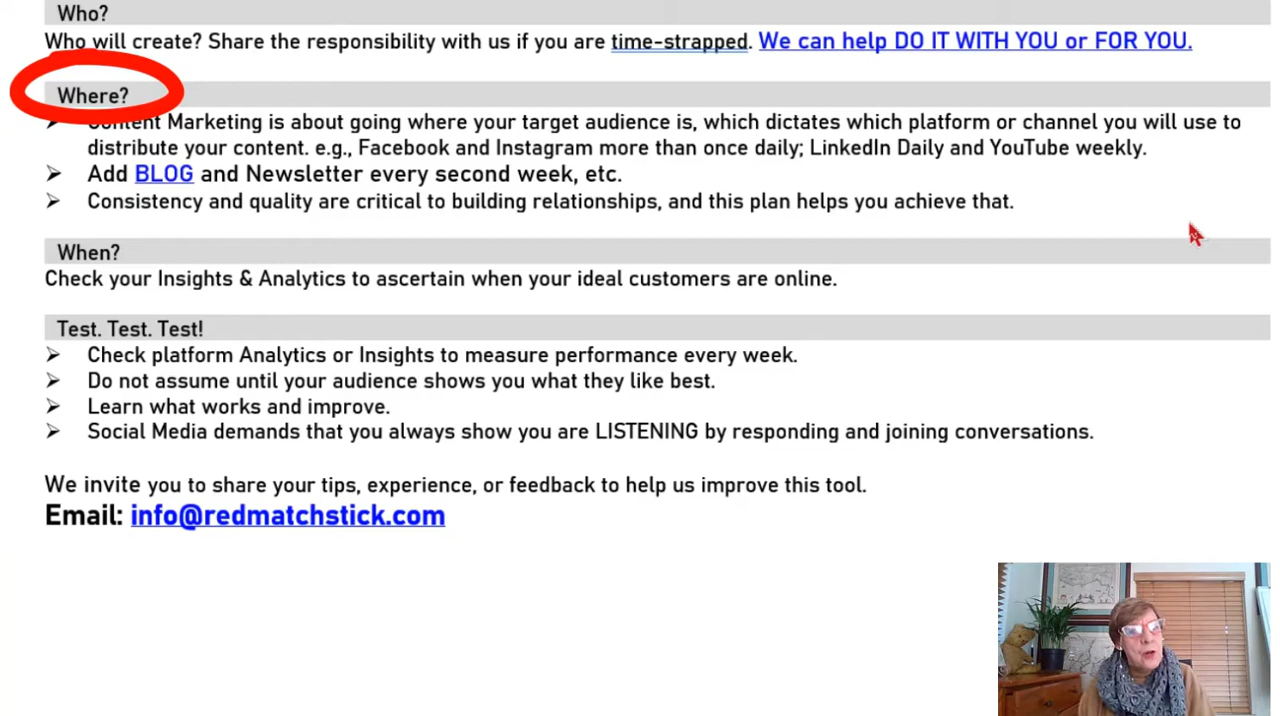 Who?
Who will create? Share the responsibility with us if you are time-strapped. We can help DO IT WITH YOU or FOR YOU.
Where?
Content Marketing is about going where your target audience is, which dictates which platform or channel you will use to
distribute your content. e.g., Facebook and Instagram more than once daily; LinkedIn Daily and YouTube weekly.
Add BLOG and Newsletter every second week, etc.
Consistency and quality are critical to building relationships, and this plan helps you achieve that.
When?
Check your Insights & Analytics to ascertain when your ideal customers are online.
Test. Test. Test!
Check platform Analytics or Insights to measure performance every week.
Do not assume until your audience shows you what they like best.
Learn what works and improve.
Social Media demands that you always show you are LISTENING by responding and joining conversations.
We invite you to share your tips, experience, or feedback to help us improve this tool.
Email: info@redmatchstick.com